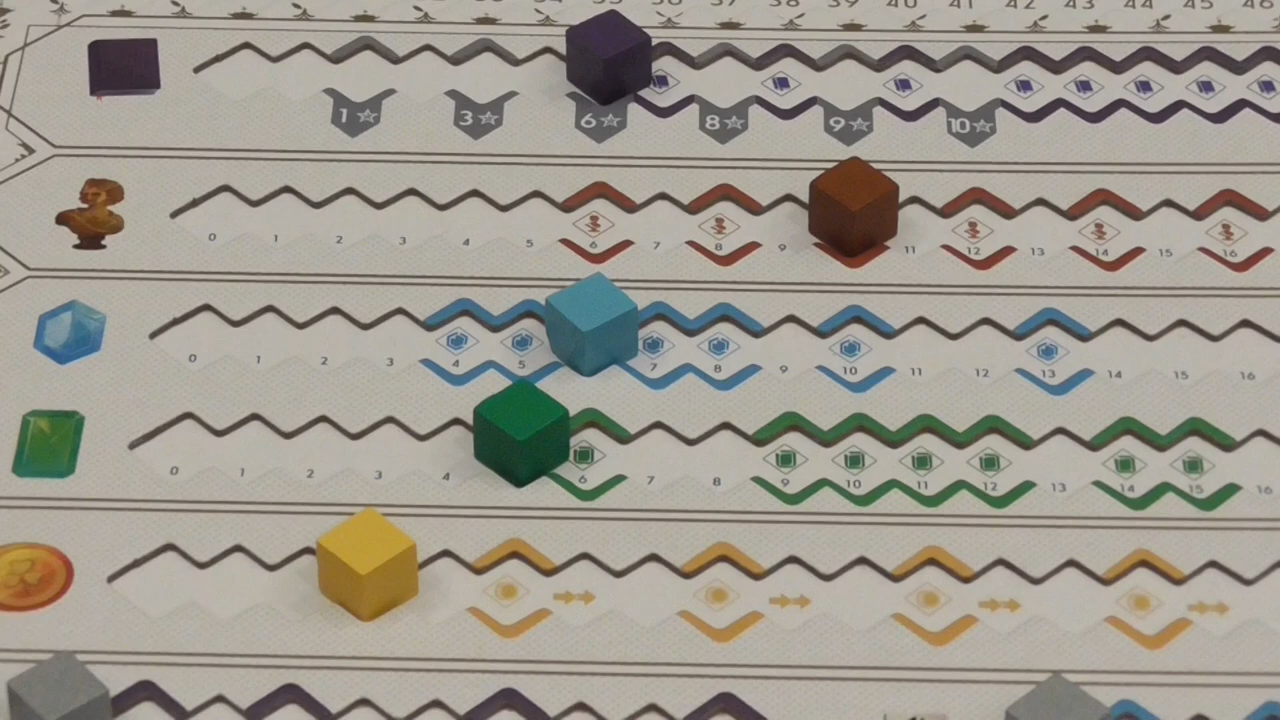 37 38 39 40 41 42 43 44 45 46
1☆ 3☆ 6☆ 8☆ 9☆ 10☆
0 1 2 3 4 5 6 7 8 9 11 12 13 14 15 16
0 1 2 3 4 5 7 8 9 10 11 12 13 14 15 16
0 1 2 3 4 6 7 8 9 10 11 12 13 14 15 16